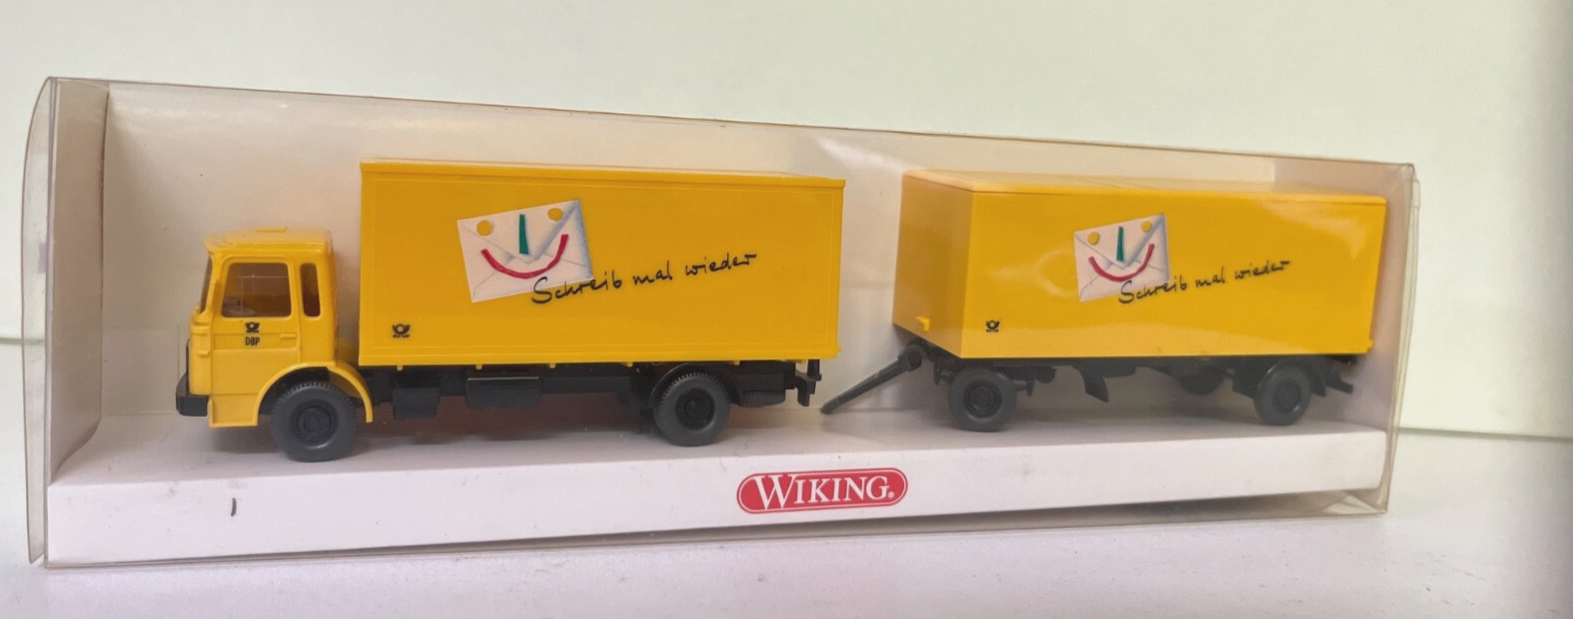 Schreib mal wieder
Schreib mal wieder
DBP
WIKING®